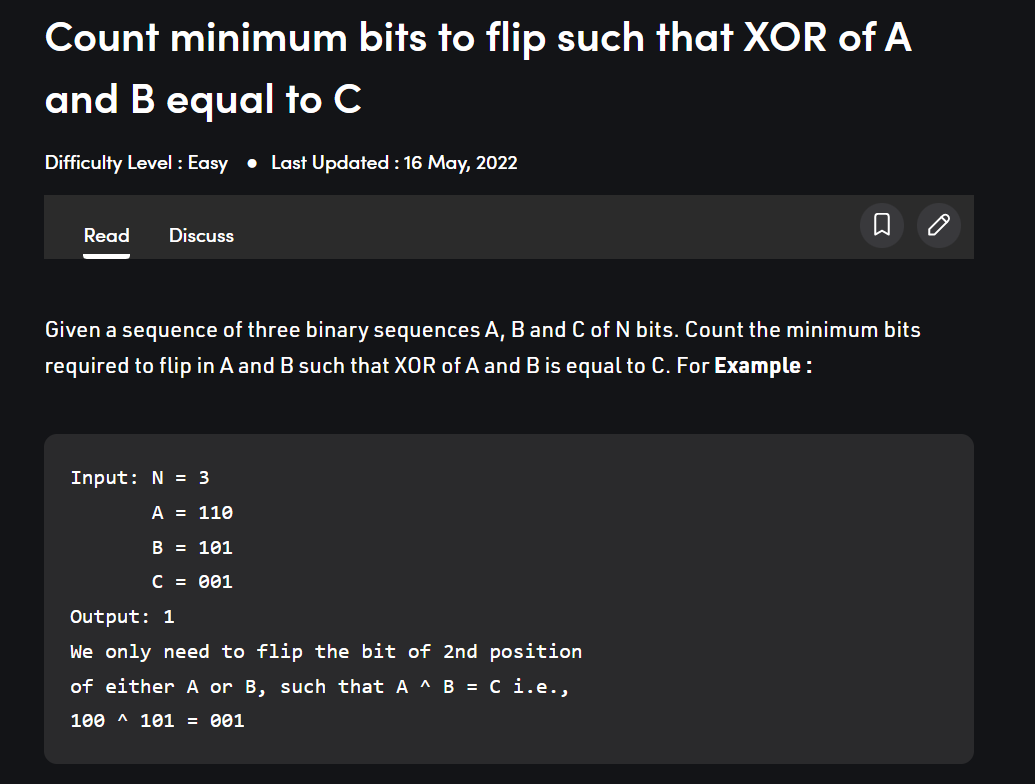 Count minimum bits to flip such that XOR of A
and B equal to C
Difficulty Level : Easy ● Last Updated : 16 May, 2022
Read Discuss
Given a sequence of three binary sequences A, B and C of N bits. Count the minimum bits
required to flip in A and B such that XOR of A and B is equal to C. For Example :
Input: N = 3
A = 110
B = 101
C = 001
Output: 1
We only need to flip the bit of 2nd position
of either A or B, such that A ^ B = C i.e.,
100 ^ 101 = 001